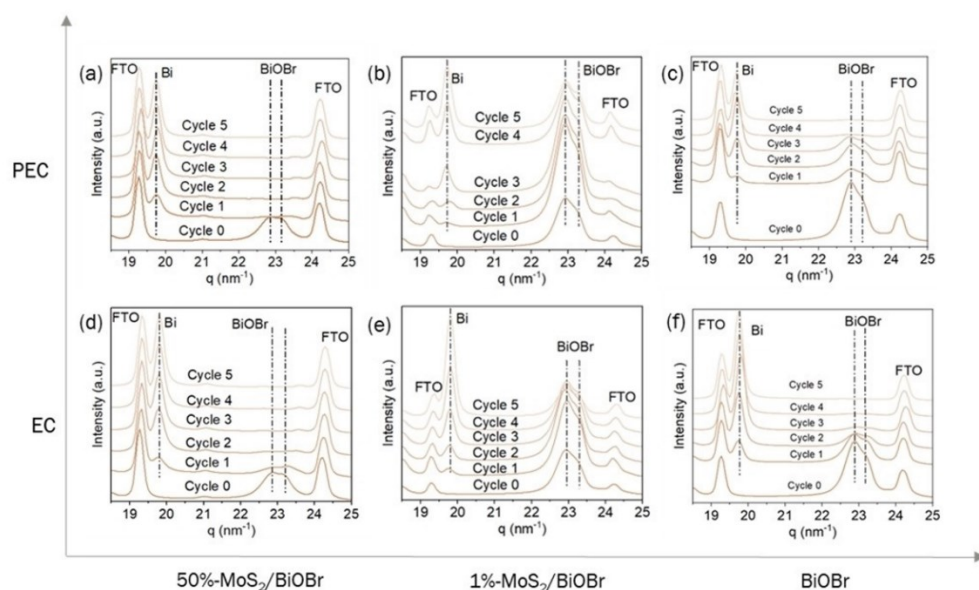 PEC
(a)
FTO
Bi
BiOBr
FTO
Cycle 5
Cycle 4
Cycle 3
Cycle 2
Cycle 1
Cycle 0
Intensity (a.u.)
19 20 21 22 23 24 25
q (nm⁻¹)
(b)
Bi
BiOBr
FTO
FTO
Cycle 5
Cycle 4
Cycle 3
Cycle 2
Cycle 1
Cycle 0
Intensity (a.u.)
19 20 21 22 23 24 25
q (nm⁻¹)
(c)
FTO
Bi
BiOBr
FTO
Cycle 5
Cycle 4
Cycle 3
Cycle 2
Cycle 1
Cycle 0
Intensity (a.u.)
19 20 21 22 23 24 25
q (nm⁻¹)
EC
(d)
FTO
Bi
BiOBr
FTO
Cycle 5
Cycle 4
Cycle 3
Cycle 2
Cycle 1
Cycle 0
Intensity (a.u.)
19 20 21 22 23 24 25
q (nm⁻¹)
(e)
Bi
BiOBr
FTO
FTO
Cycle 5
Cycle 4
Cycle 3
Cycle 2
Cycle 1
Cycle 0
Intensity (a.u.)
19 20 21 22 23 24 25
q (nm⁻¹)
(f)
FTO
Bi
BiOBr
FTO
Cycle 5
Cycle 4
Cycle 3
Cycle 2
Cycle 1
Cycle 0
Intensity (a.u.)
19 20 21 22 23 24 25
q (nm⁻¹)
50%-MoS₂/BiOBr
1%-MoS₂/BiOBr
BiOBr